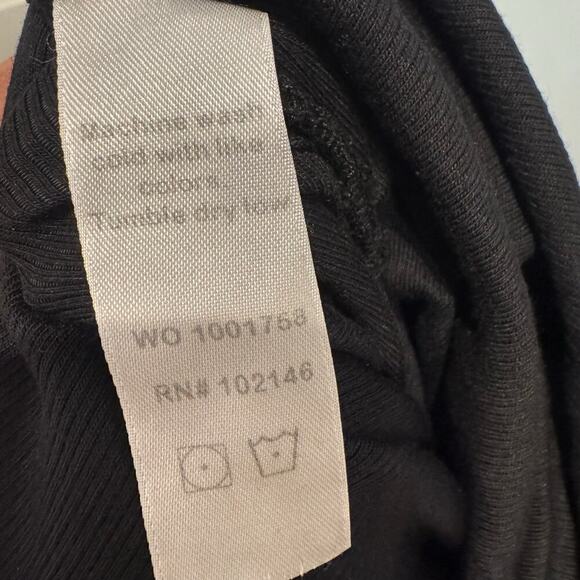 Machine wash
cold with like
colors.
Tumble dry low
WO 1001758
RN# 102146